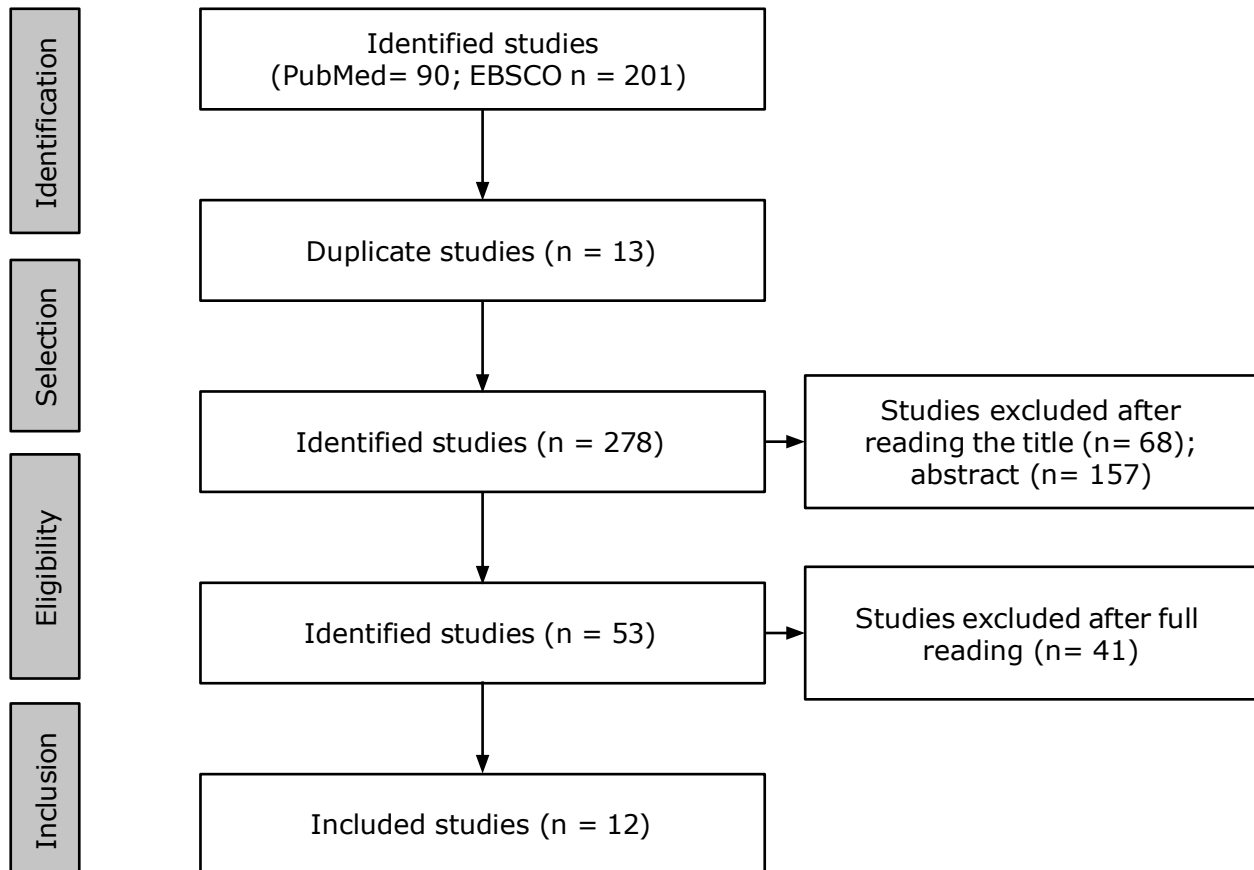 Identification
Identified studies
(PubMed= 90; EBSCO n = 201)
Duplicate studies (n = 13)
Selection
Identified studies (n = 278)
Studies excluded after
reading the title (n= 68);
abstract (n= 157)
Eligibility
Identified studies (n = 53)
Studies excluded after full
reading (n= 41)
Inclusion
Included studies (n = 12)